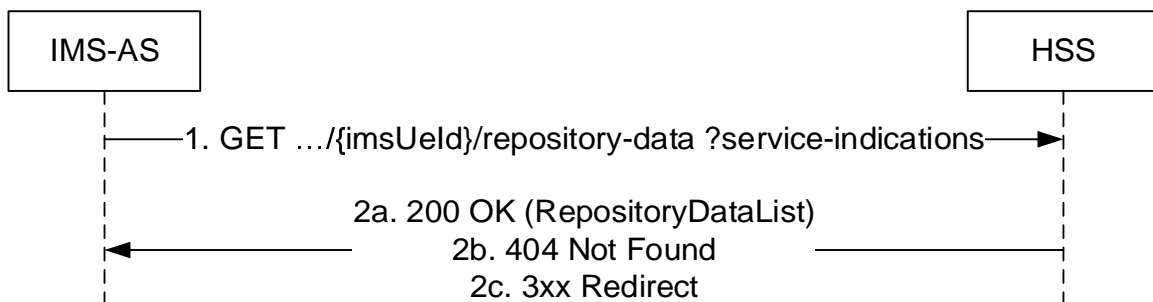 IMS-AS
HSS
1. GET …/{imsUeId}/repository-data ?service-indications
2a. 200 OK (RepositoryDataList)
2b. 404 Not Found
2c. 3xx Redirect